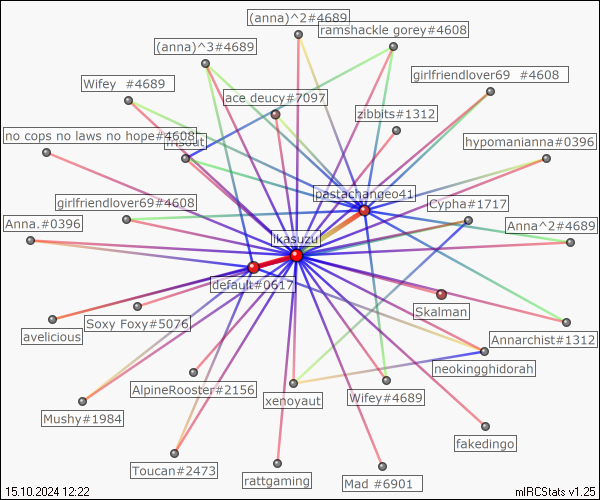 (anna)^2#4689
ramshackle gorey#4608
(anna)^3#4689
girlfriendlover69 #4608
Wifey #4689
ace deucy#7097
zibbits#1312
no cops no laws no hope#4608
hypomanianna#0396
pastachangeo41
girlfriendlover69#4608
Cypha#1717
Anna.#0396
Anna^2#4689
ikasuzu
default#0617
Skalman
Soxy Foxy#5076
avelicious
Annarchist#1312
neokingghidorah
AlpineRooster#2156
xenoyaut
Wifey#4689
Mushy#1984
fakedingo
Toucan#2473
rattgaming
Mad #6901
15.10.2024 12:22
mIRCStats v1.25